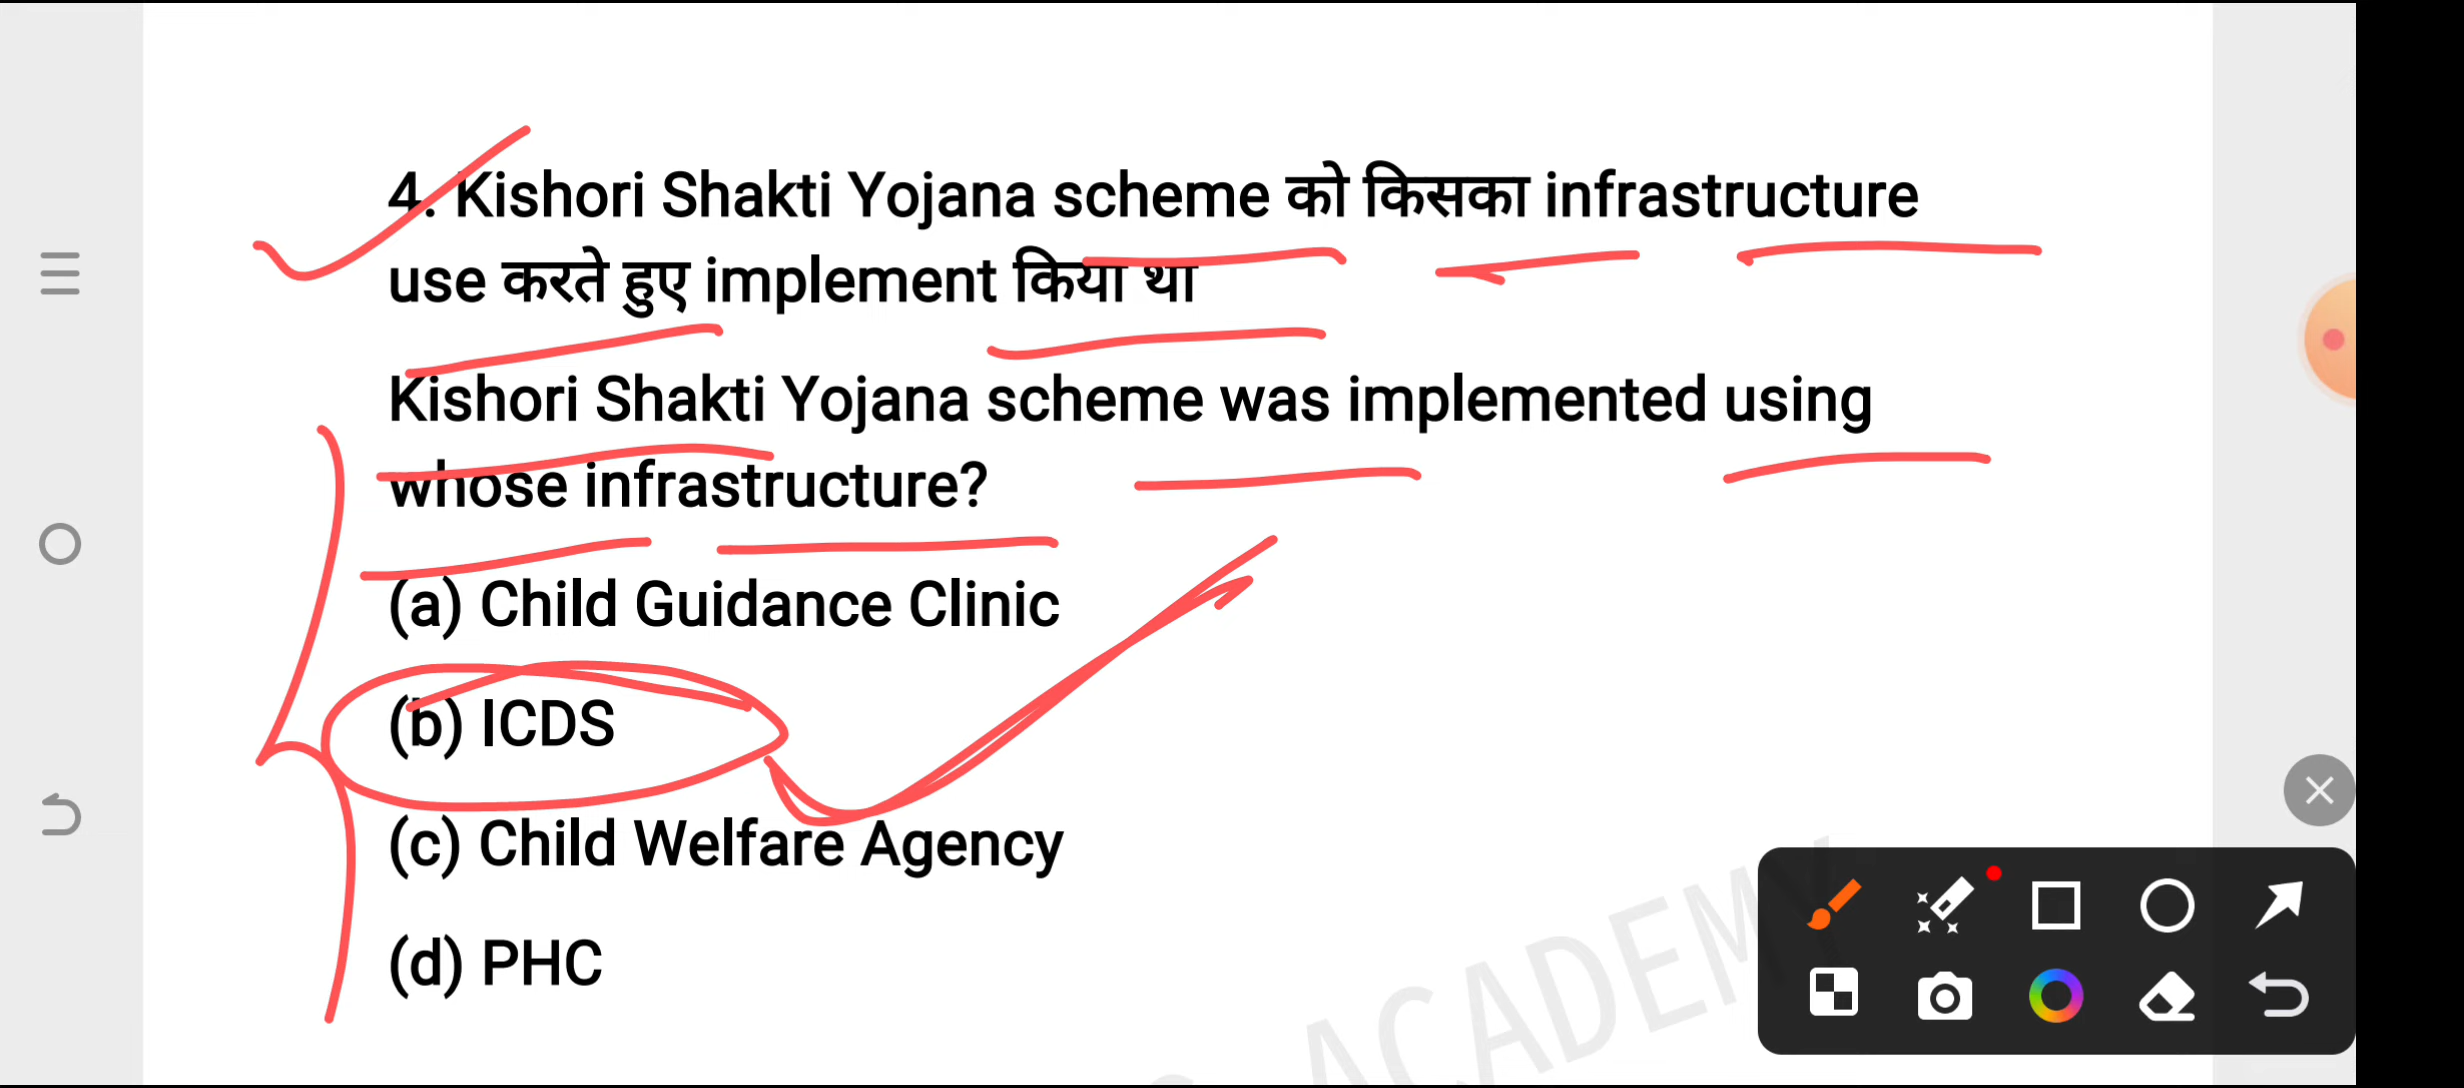 4. Kishori Shakti Yojana scheme को किसका infrastructure
use करते हुए implement किया था
Kishori Shakti Yojana scheme was implemented using
whose infrastructure?
(a) Child Guidance Clinic
(b) ICDS
(c) Child Welfare Agency
(d) PHC
ACADEMY